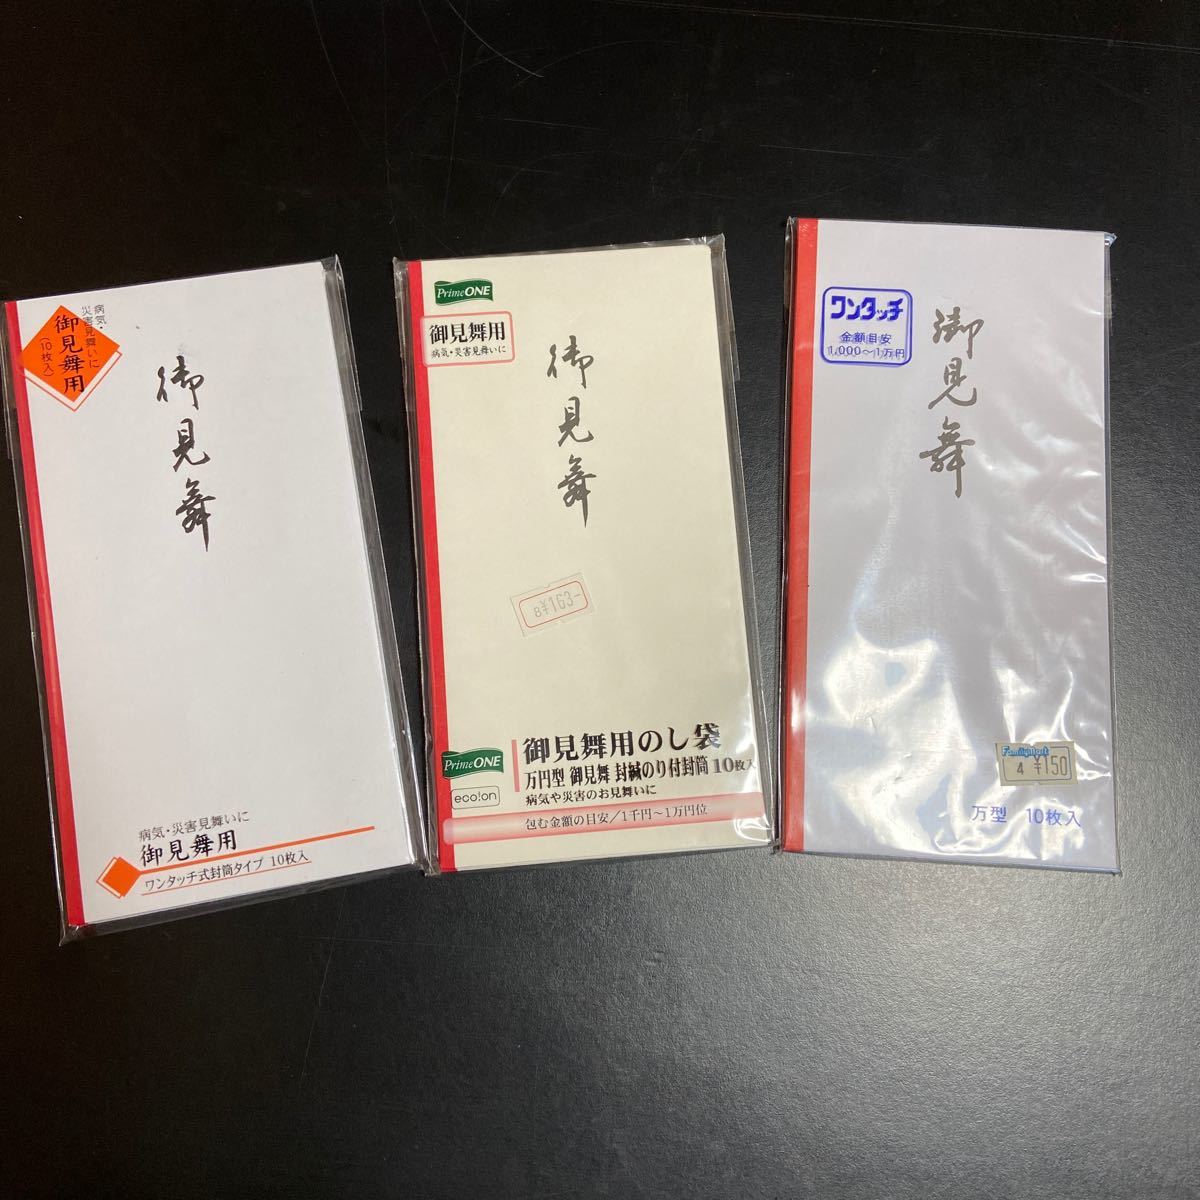 病気・
災害見舞いに
御見舞用
(10枚入)
御見舞
病気・災害見舞いに
御見舞用
ワンタッチ式封筒タイプ 10枚入
PrimeONE
御見舞用
病気・災害見舞いに
御見舞
8¥163-
PrimeONE
eco!on
御見舞用のし袋
万円型 御見舞 封緘のり付封筒 10枚入
病気や災害のお見舞いに
包む金額の目安/1千円〜1万円位
ワンタッチ
金額目安
1,000〜1万円
御見舞
FamilyMart
4 ¥150
万型 10枚入